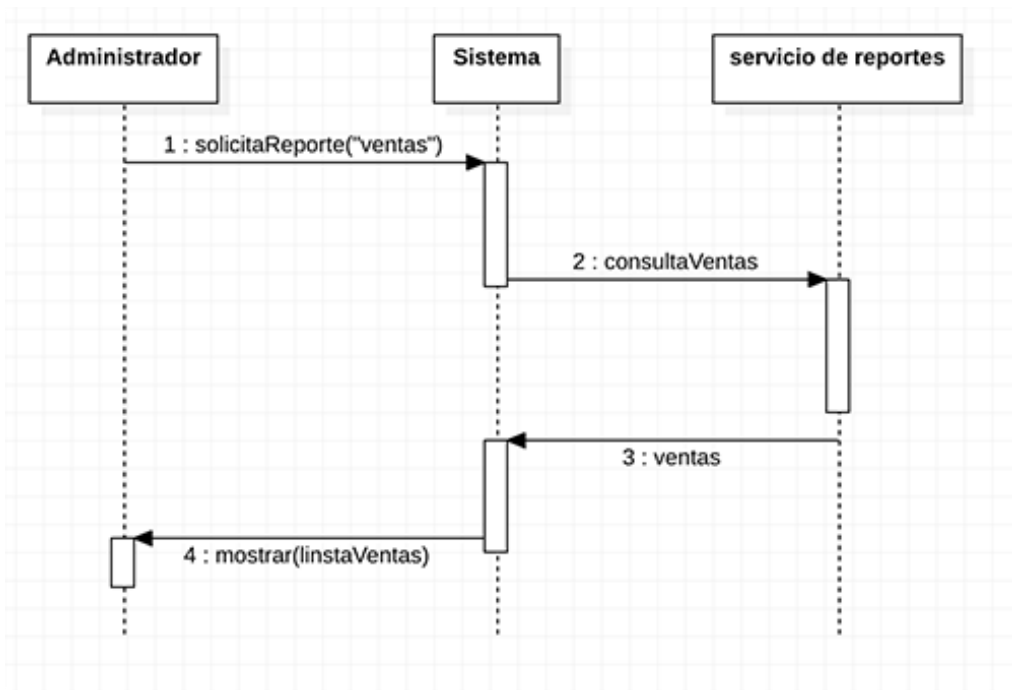 Administrador
Sistema
servicio de reportes
1 : solicitaReporte("ventas")
2 : consultaVentas
3 : ventas
4 : mostrar(linstaVentas)